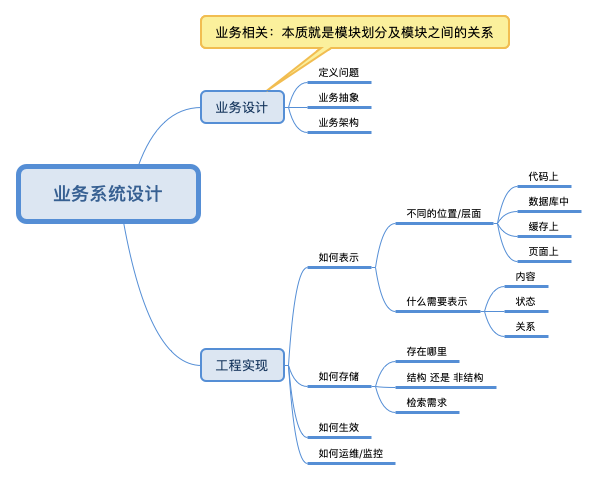 业务相关：本质就是模块划分及模块之间的关系
业务系统设计
业务设计
定义问题
业务抽象
业务架构
工程实现
如何表示
不同的位置/层面
代码上
数据库中
缓存上
页面上
什么需要表示
内容
状态
关系
如何存储
存在哪里
结构 还是 非结构
检索需求
如何生效
如何运维/监控